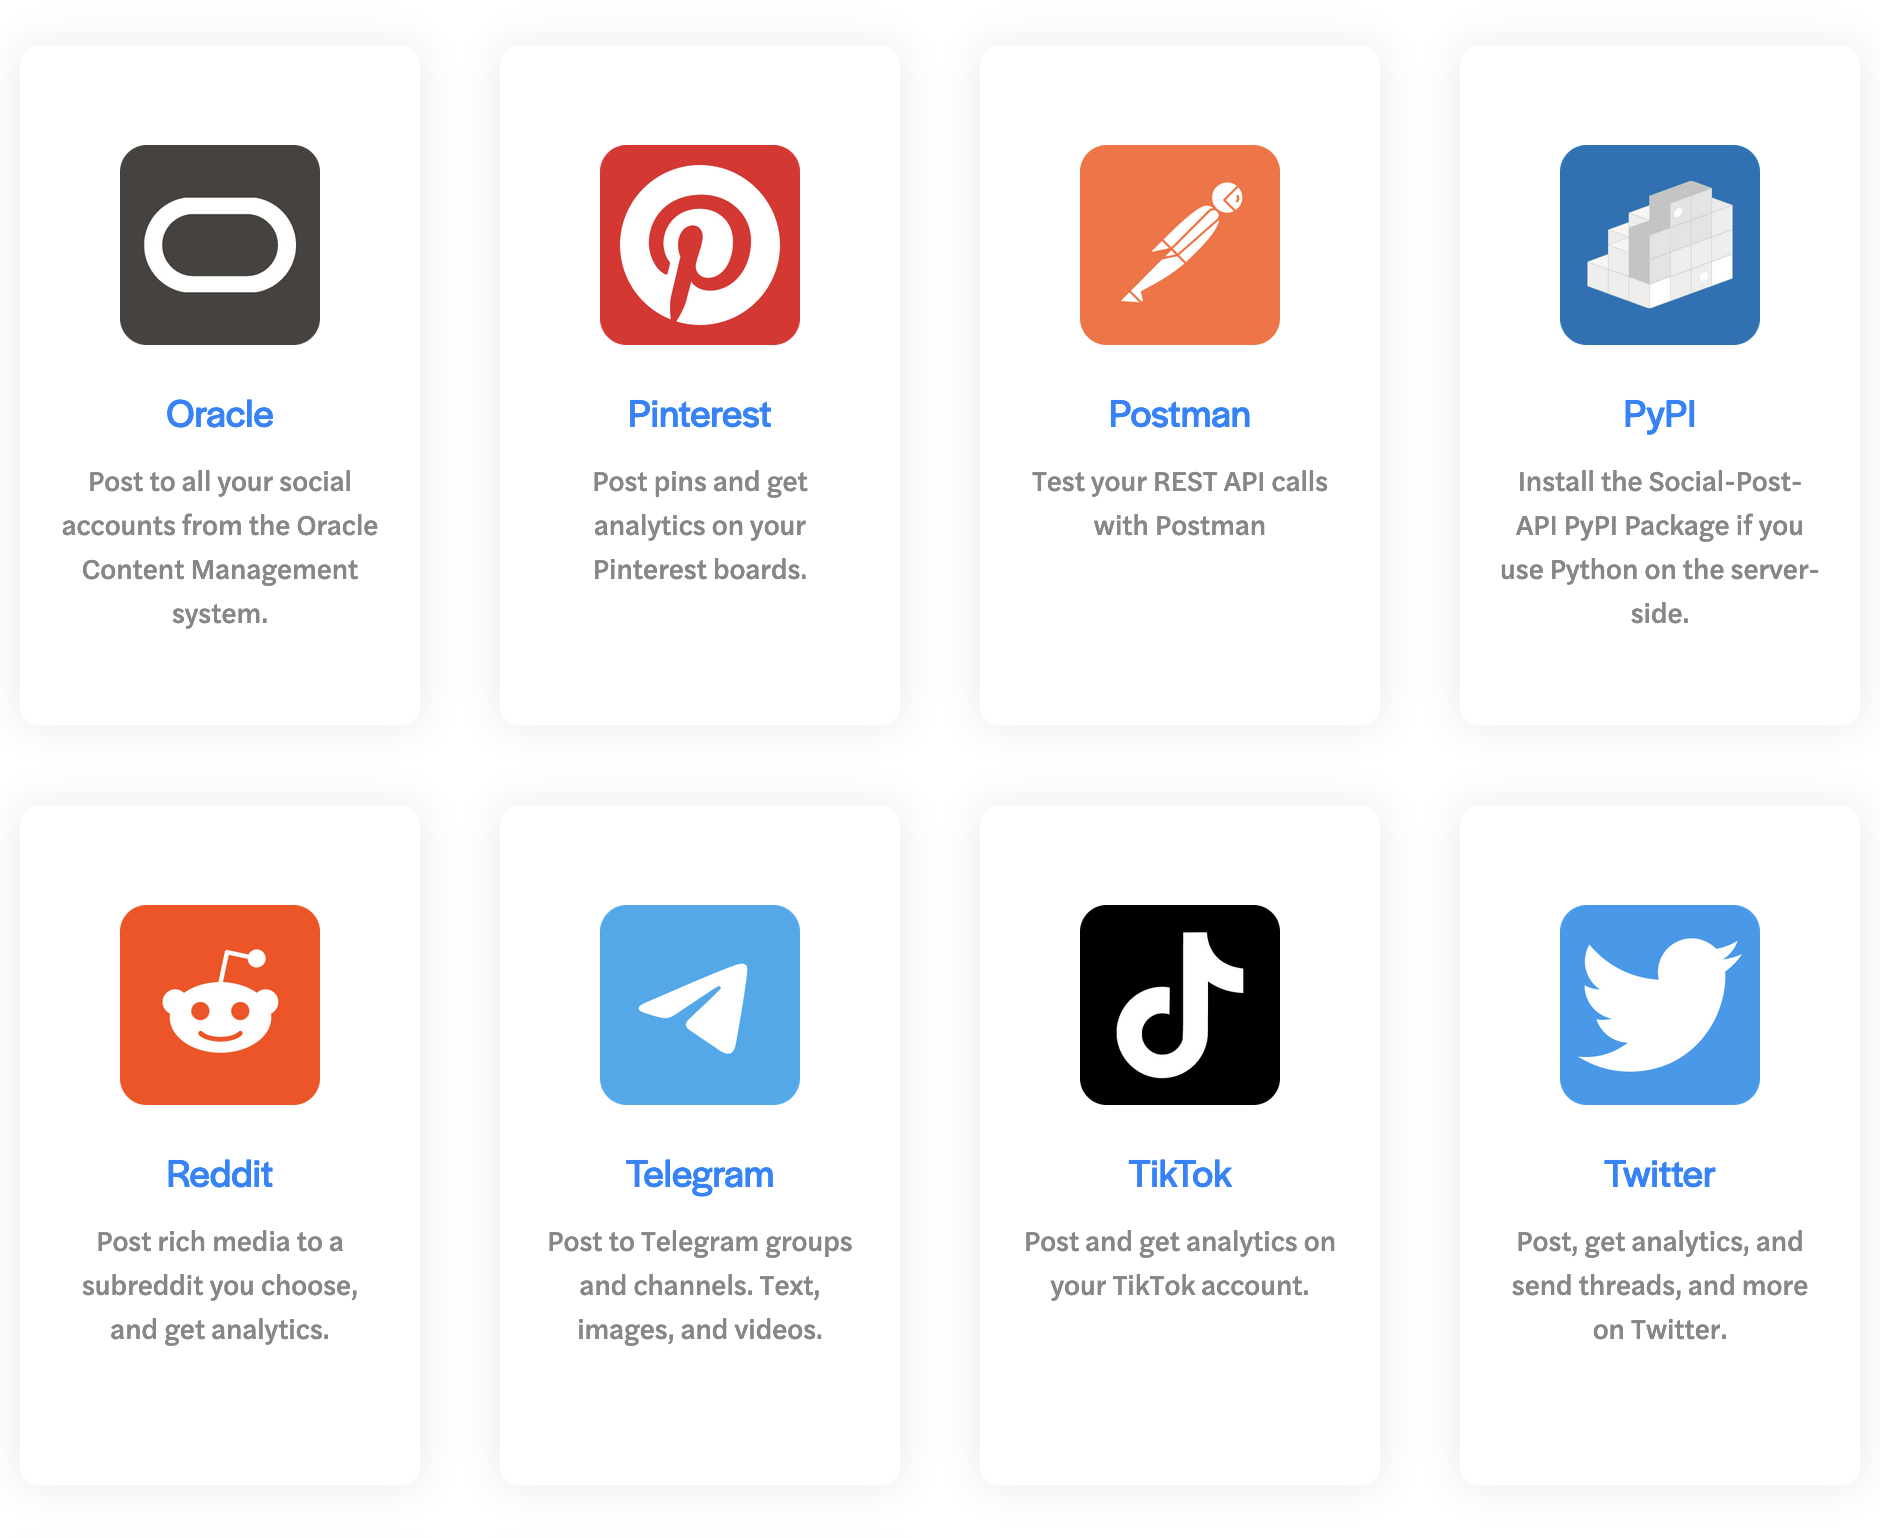 Oracle
Post to all your social
accounts from the Oracle
Content Management
system.
Pinterest
Post pins and get
analytics on your
Pinterest boards.
Postman
Test your REST API calls
with Postman
PyPI
Install the Social-Post-
API PyPI Package if you
use Python on the server-
side.
Reddit
Post rich media to a
subreddit you choose,
and get analytics.
Telegram
Post to Telegram groups
and channels. Text,
images, and videos.
TikTok
Post and get analytics on
your TikTok account.
Twitter
Post, get analytics, and
send threads, and more
on Twitter.